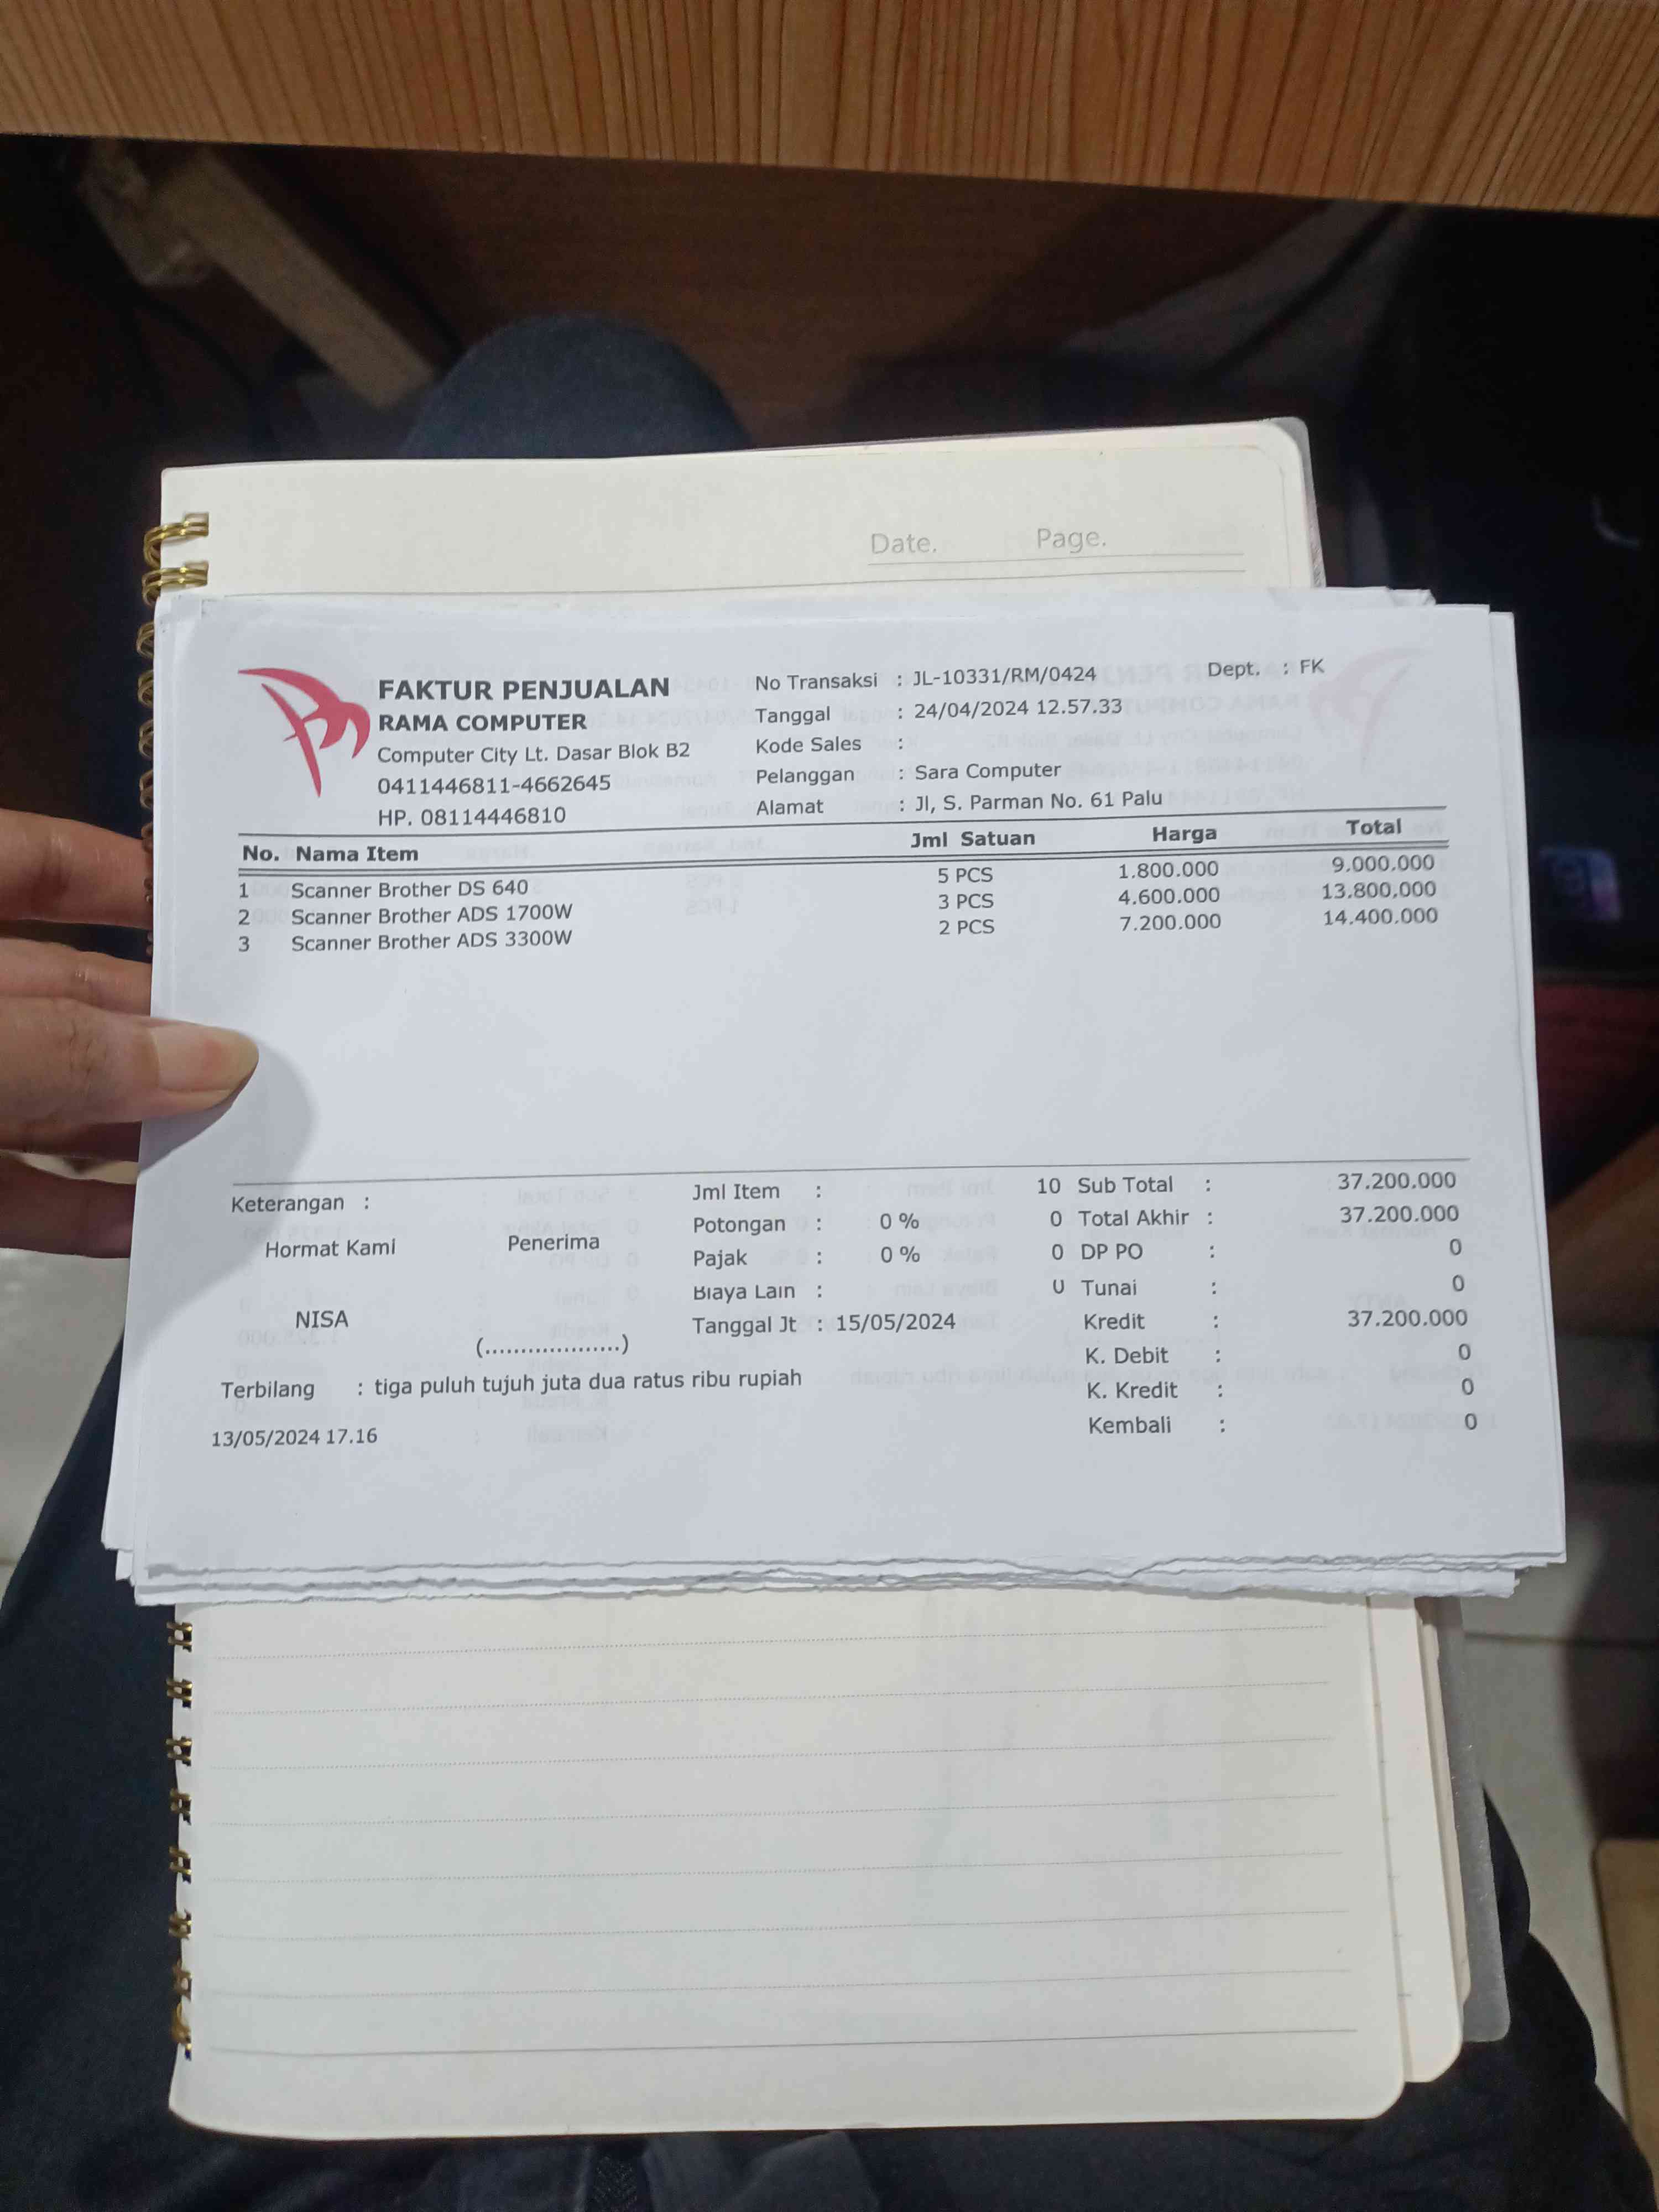 Date. Page.
FAKTUR PENJUALAN
RAMA COMPUTER
Computer City Lt. Dasar Blok B2
0411446811-4662645
HP. 08114446810
No Transaksi : JL-10331/RM/0424 Dept. : FK
Tanggal : 24/04/2024 12.57.33
Kode Sales :
Pelanggan : Sara Computer
Alamat : Jl, S. Parman No. 61 Palu
No. Nama Item Jml Satuan Harga Total
1 Scanner Brother DS 640 5 PCS 1.800.000 9.000.000
2 Scanner Brother ADS 1700W 3 PCS 4.600.000 13.800.000
3 Scanner Brother ADS 3300W 2 PCS 7.200.000 14.400.000
Keterangan :
Hormat Kami Penerima
NISA
(....................)
Jml Item : 10
Potongan : 0 % 0
Pajak : 0 % 0
Biaya Lain : 0
Tanggal Jt : 15/05/2024
Sub Total : 37.200.000
Total Akhir : 37.200.000
DP PO : 0
Tunai : 0
Kredit : 37.200.000
K. Debit : 0
K. Kredit : 0
Kembali : 0
Terbilang : tiga puluh tujuh juta dua ratus ribu rupiah
13/05/2024 17.16